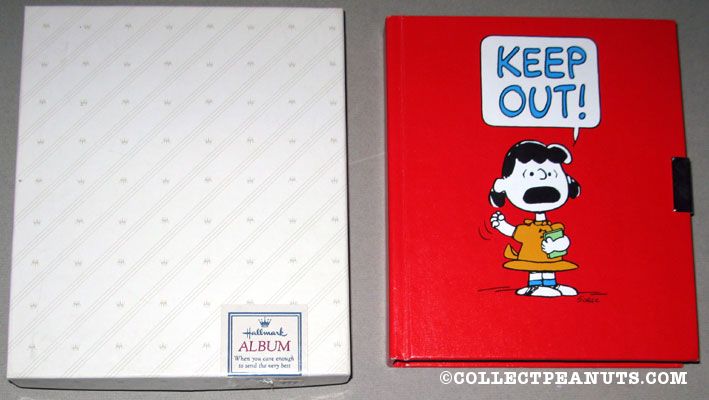 Hallmark
ALBUM
When you care enough
to send the very best
KEEP
OUT!
©COLLECTPEANUTS.COM